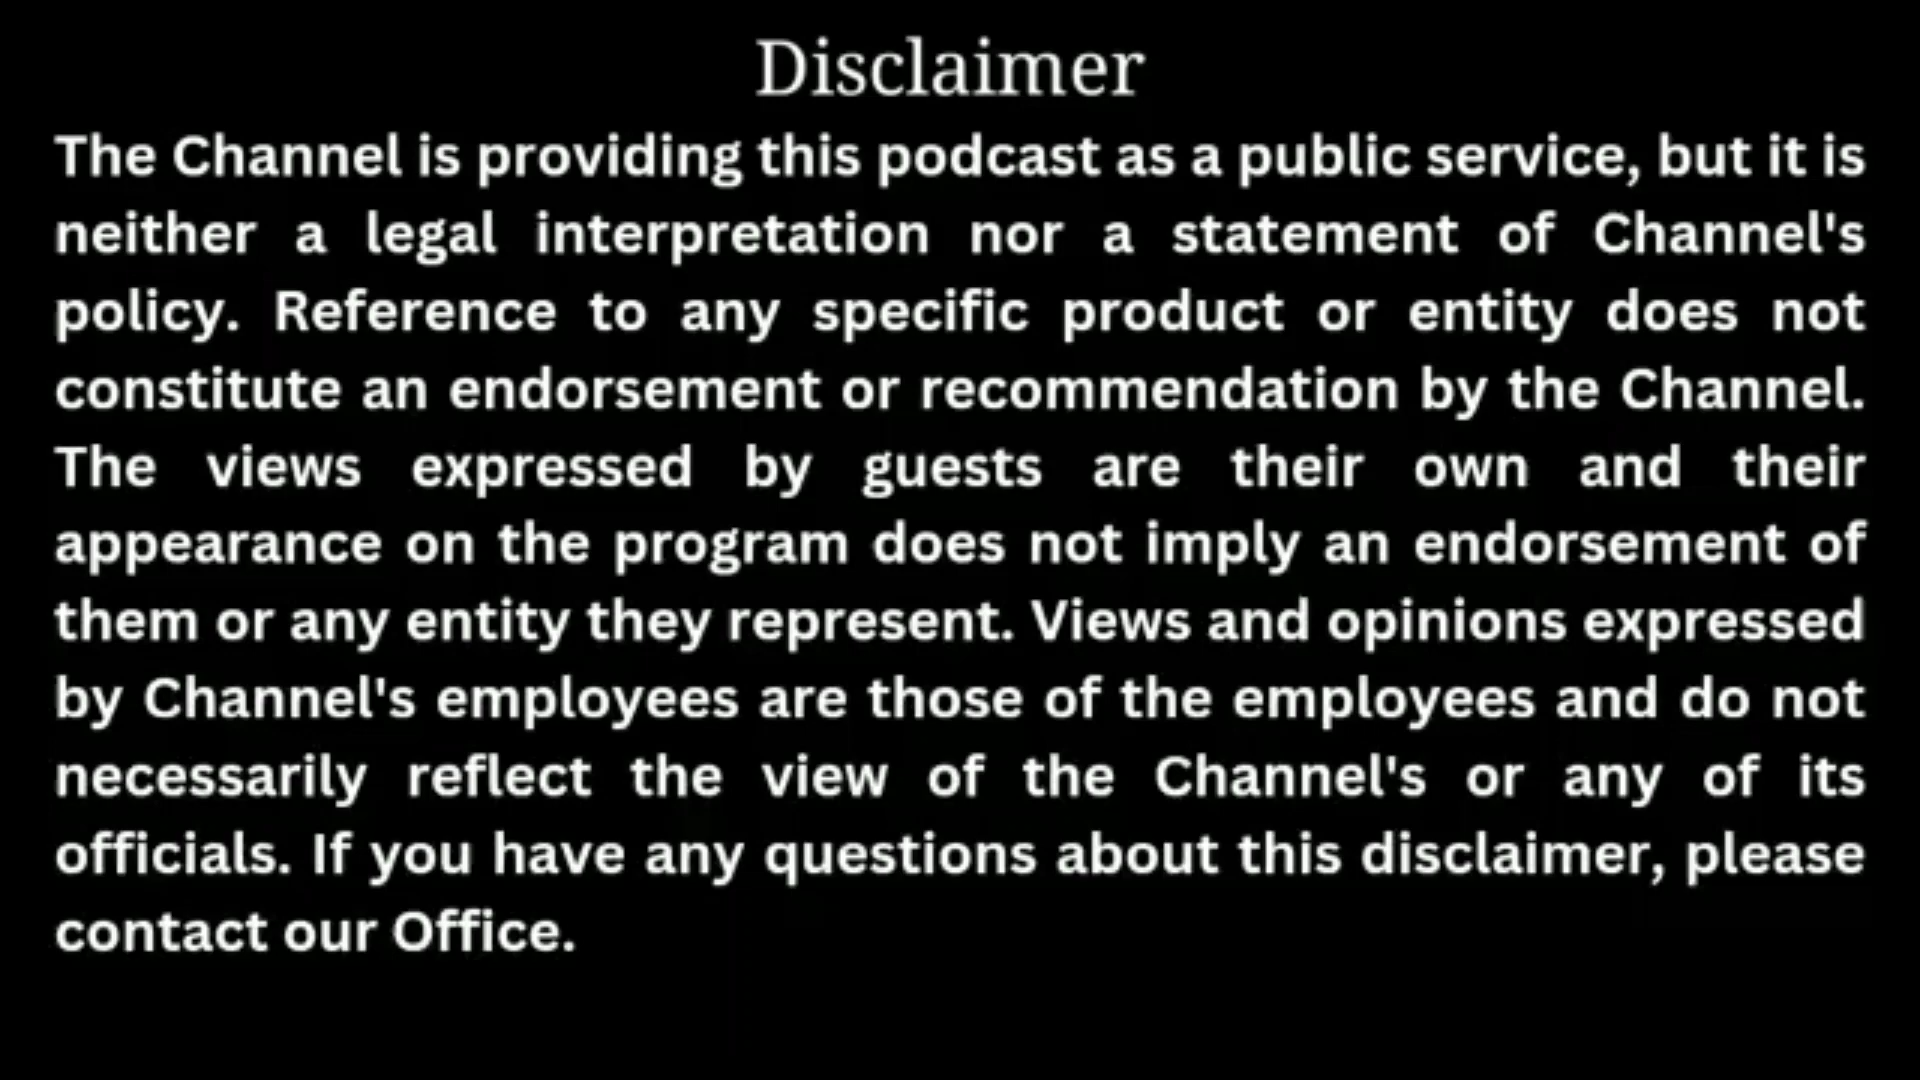 Disclaimer
The Channel is providing this podcast as a public service, but it is
neither a legal interpretation nor a statement of Channel's
policy. Reference to any specific product or entity does not
constitute an endorsement or recommendation by the Channel.
The views expressed by guests are their own and their
appearance on the program does not imply an endorsement of
them or any entity they represent. Views and opinions expressed
by Channel's employees are those of the employees and do not
necessarily reflect the view of the Channel's or any of its
officials. If you have any questions about this disclaimer, please
contact our Office.